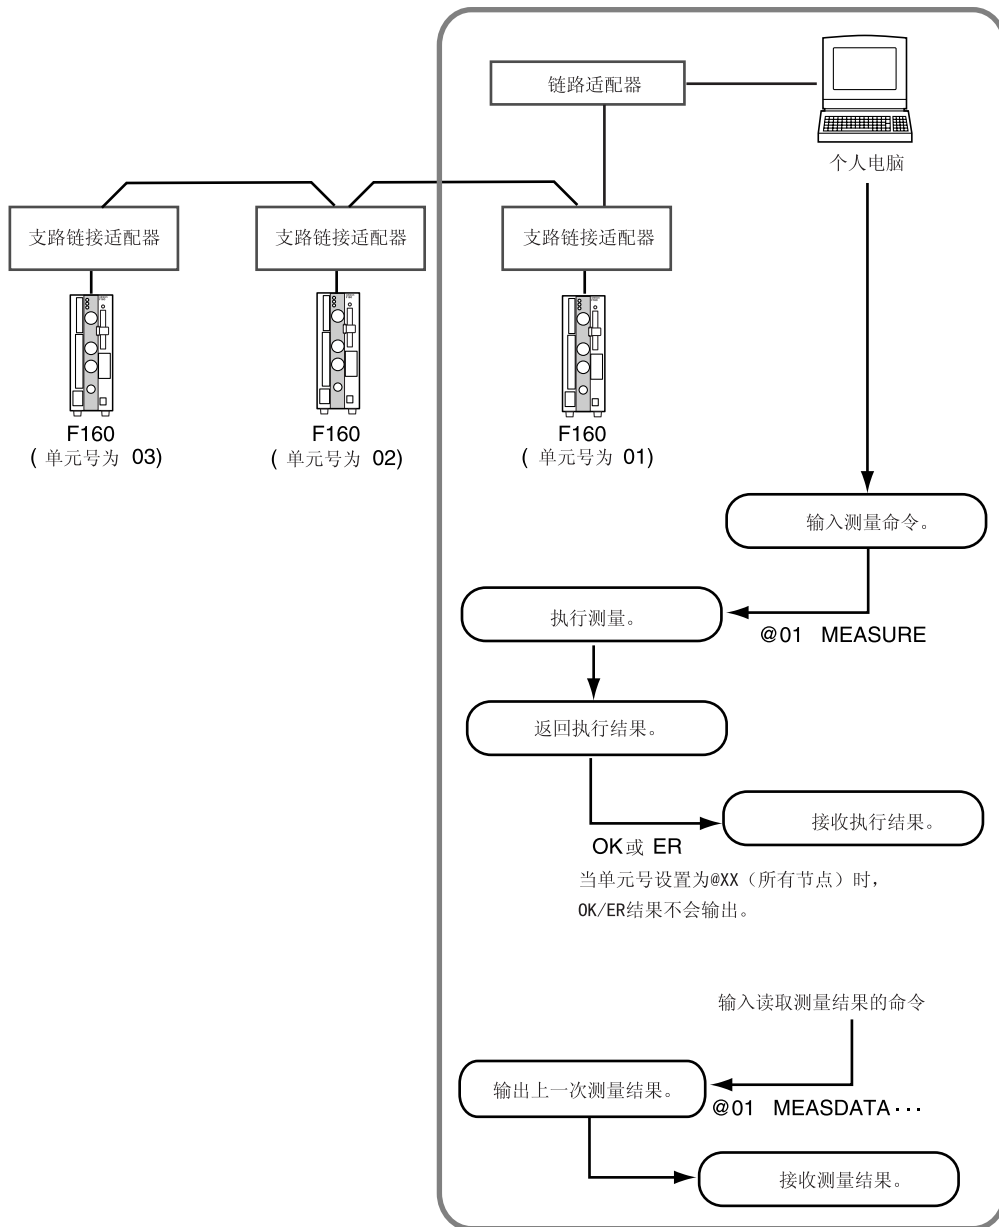 链路适配器
个人电脑
支路链接适配器
支路链接适配器
支路链接适配器
F160
(单元号为 03)
F160
(单元号为 02)
F160
(单元号为 01)
输入测量命令。
执行测量。
@01 MEASURE
返回执行结果。
接收执行结果。
OK或 ER
当单元号设置为@XX（所有节点）时，
OK/ER结果不会输出。
输入读取测量结果的命令
输出上一次测量结果。
@01 MEASDATA···
接收测量结果。